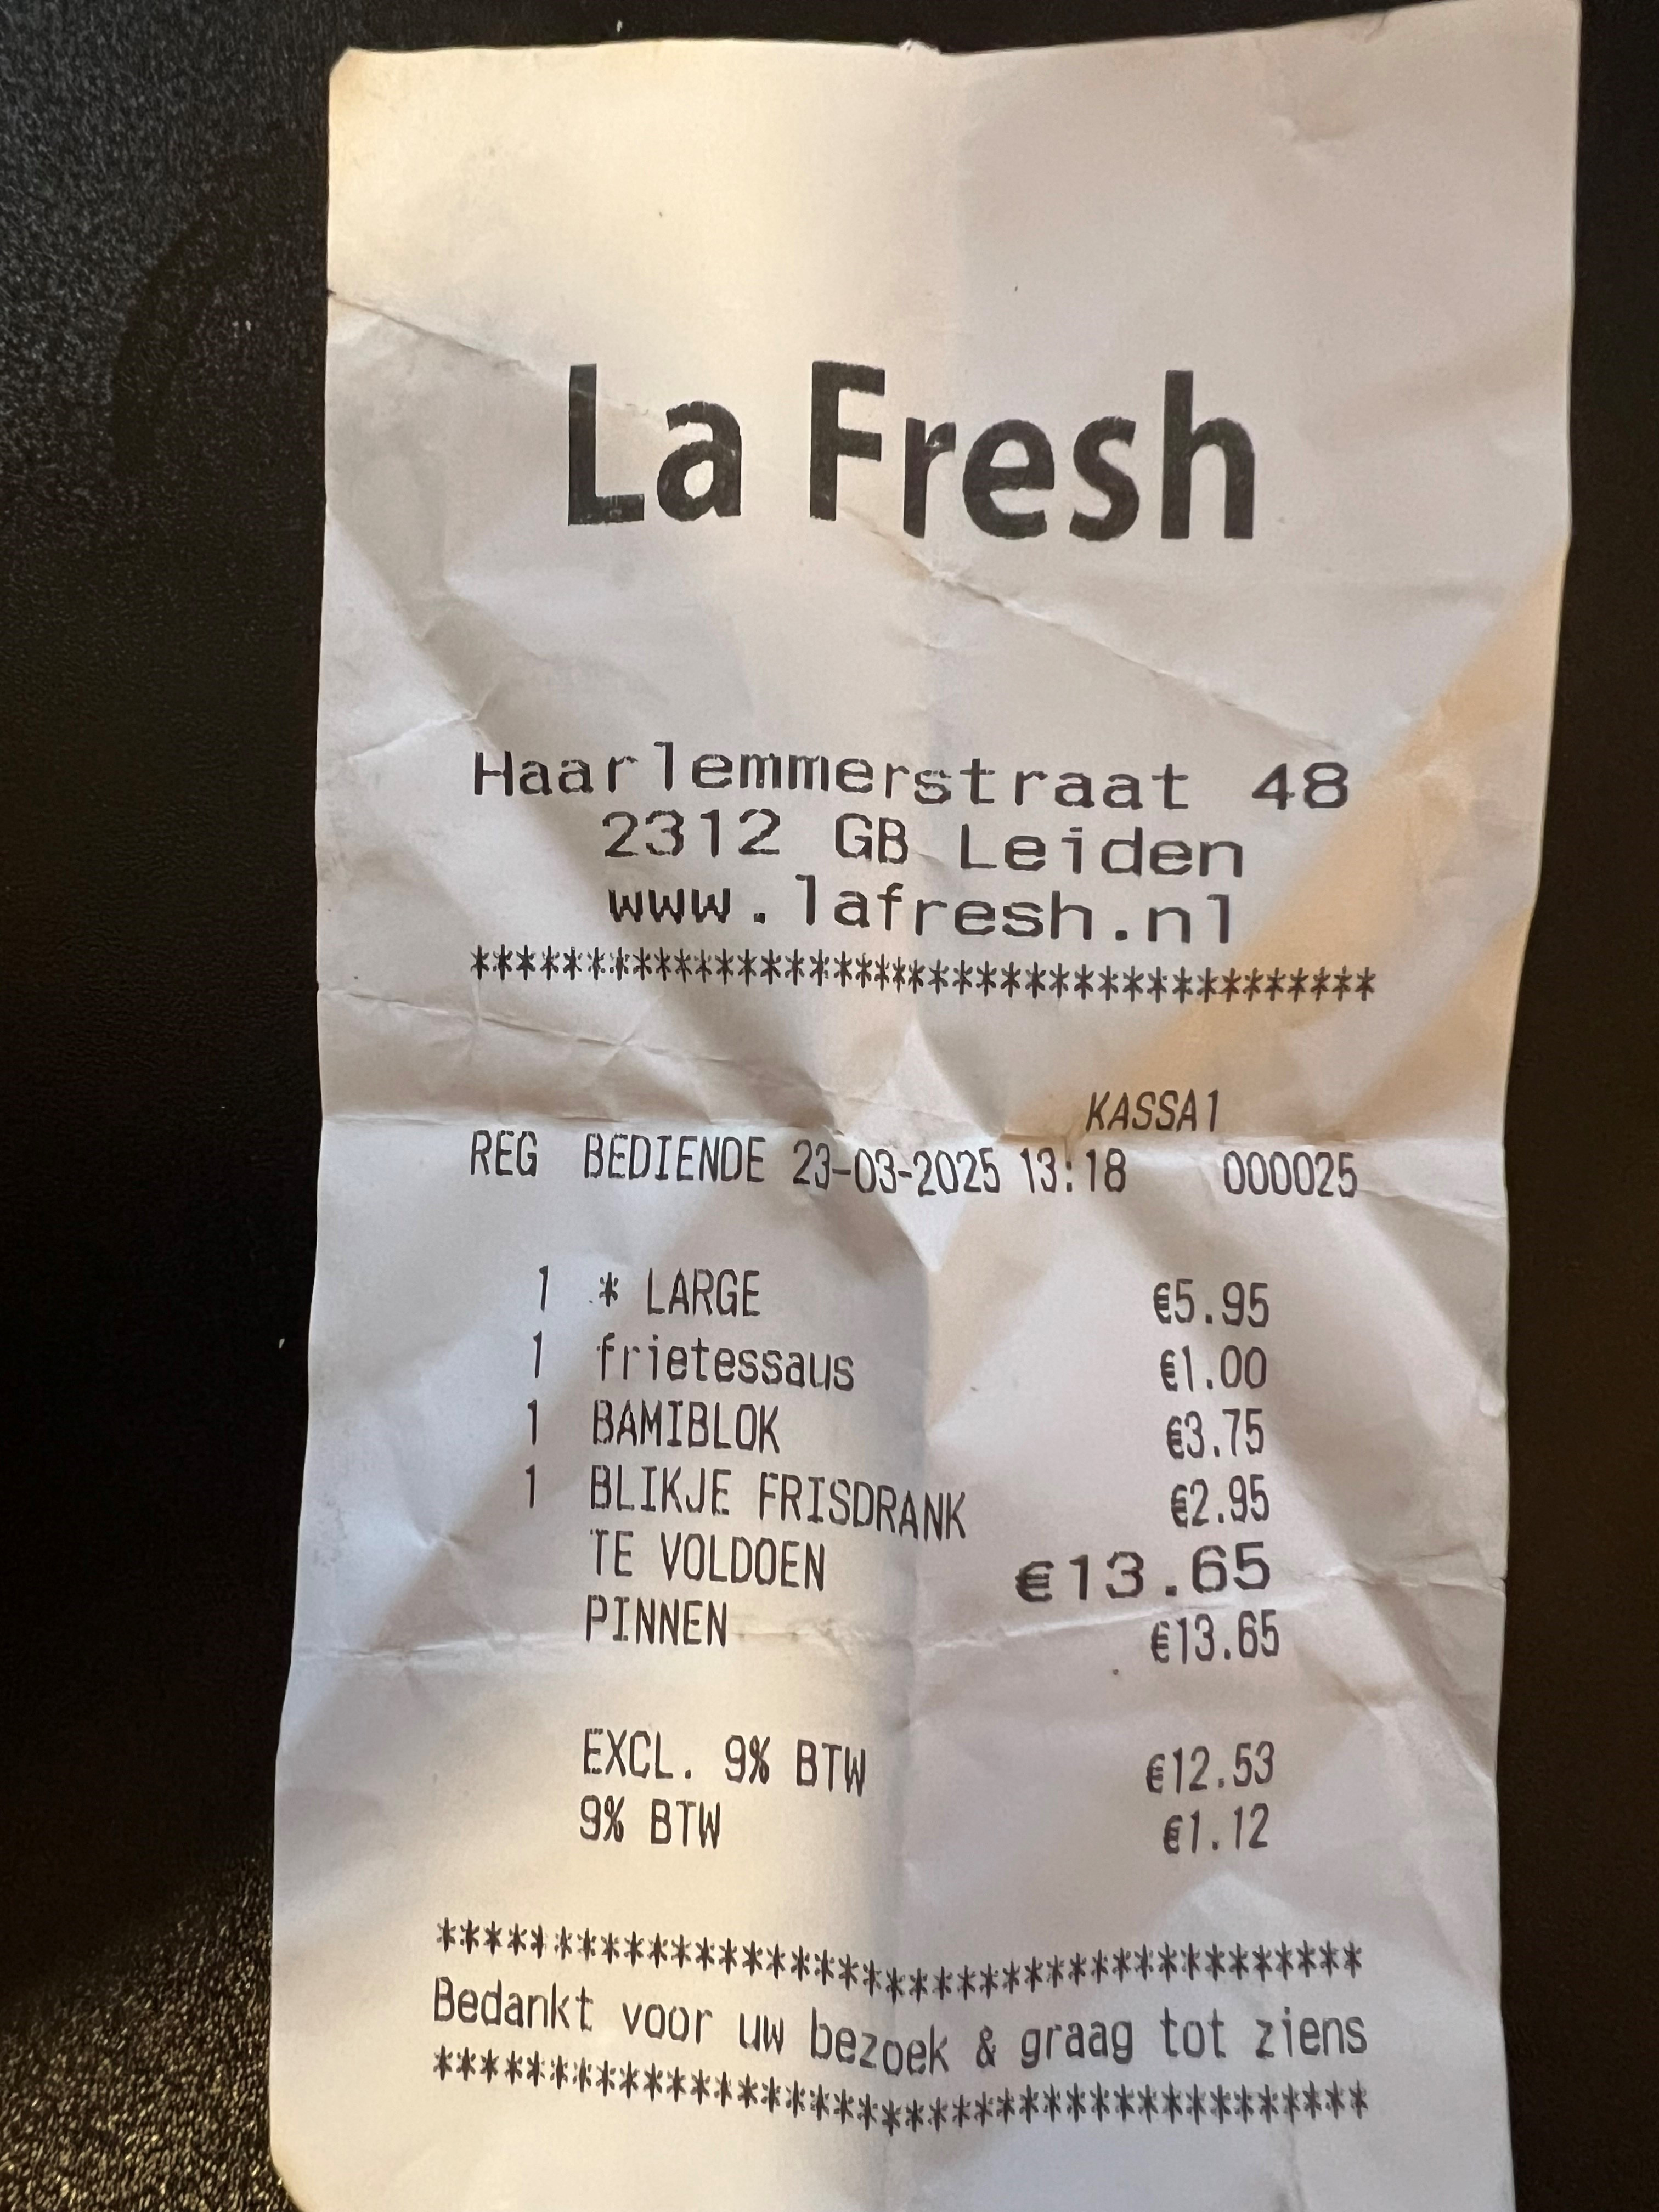 La Fresh
Haarlemmerstraat 48
2312 GB Leiden
www.lafresh.nl
***************************************
KASSA1
REG BEDIENDE 23-03-2025 13:18 000025
1 * LARGE €5.95
1 frietessaus €1.00
1 BAMIBLOK €3.75
1 BLIKJE FRISDRANK €2.95
TE VOLDOEN €13.65
PINNEN €13.65
EXCL. 9% BTW €12.53
9% BTW €1.12
***************************************
Bedankt voor uw bezoek & graag tot ziens
***************************************